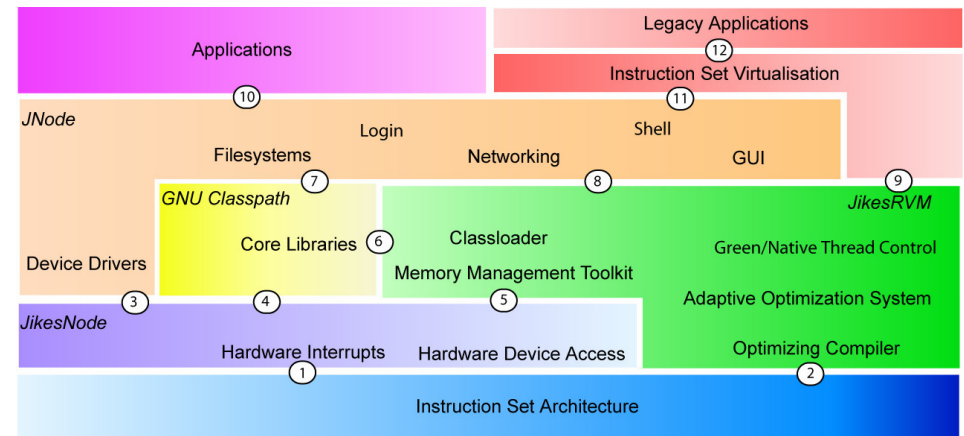 Applications
Legacy Applications
12
Instruction Set Virtualisation
10
11
JNode
Login
Shell
Filesystems
Networking
GUI
7
8
9
GNU Classpath
JikesRVM
Core Libraries
6
Classloader
Green/Native Thread Control
Device Drivers
Memory Management Toolkit
3
4
5
Adaptive Optimization System
JikesNode
Hardware Interrupts
Hardware Device Access
Optimizing Compiler
1
2
Instruction Set Architecture